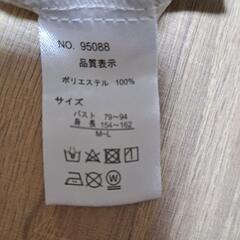 NO. 95088
品質表示
ポリエステル 100%
サイズ
バスト 79~94
身長 154~162
M~L